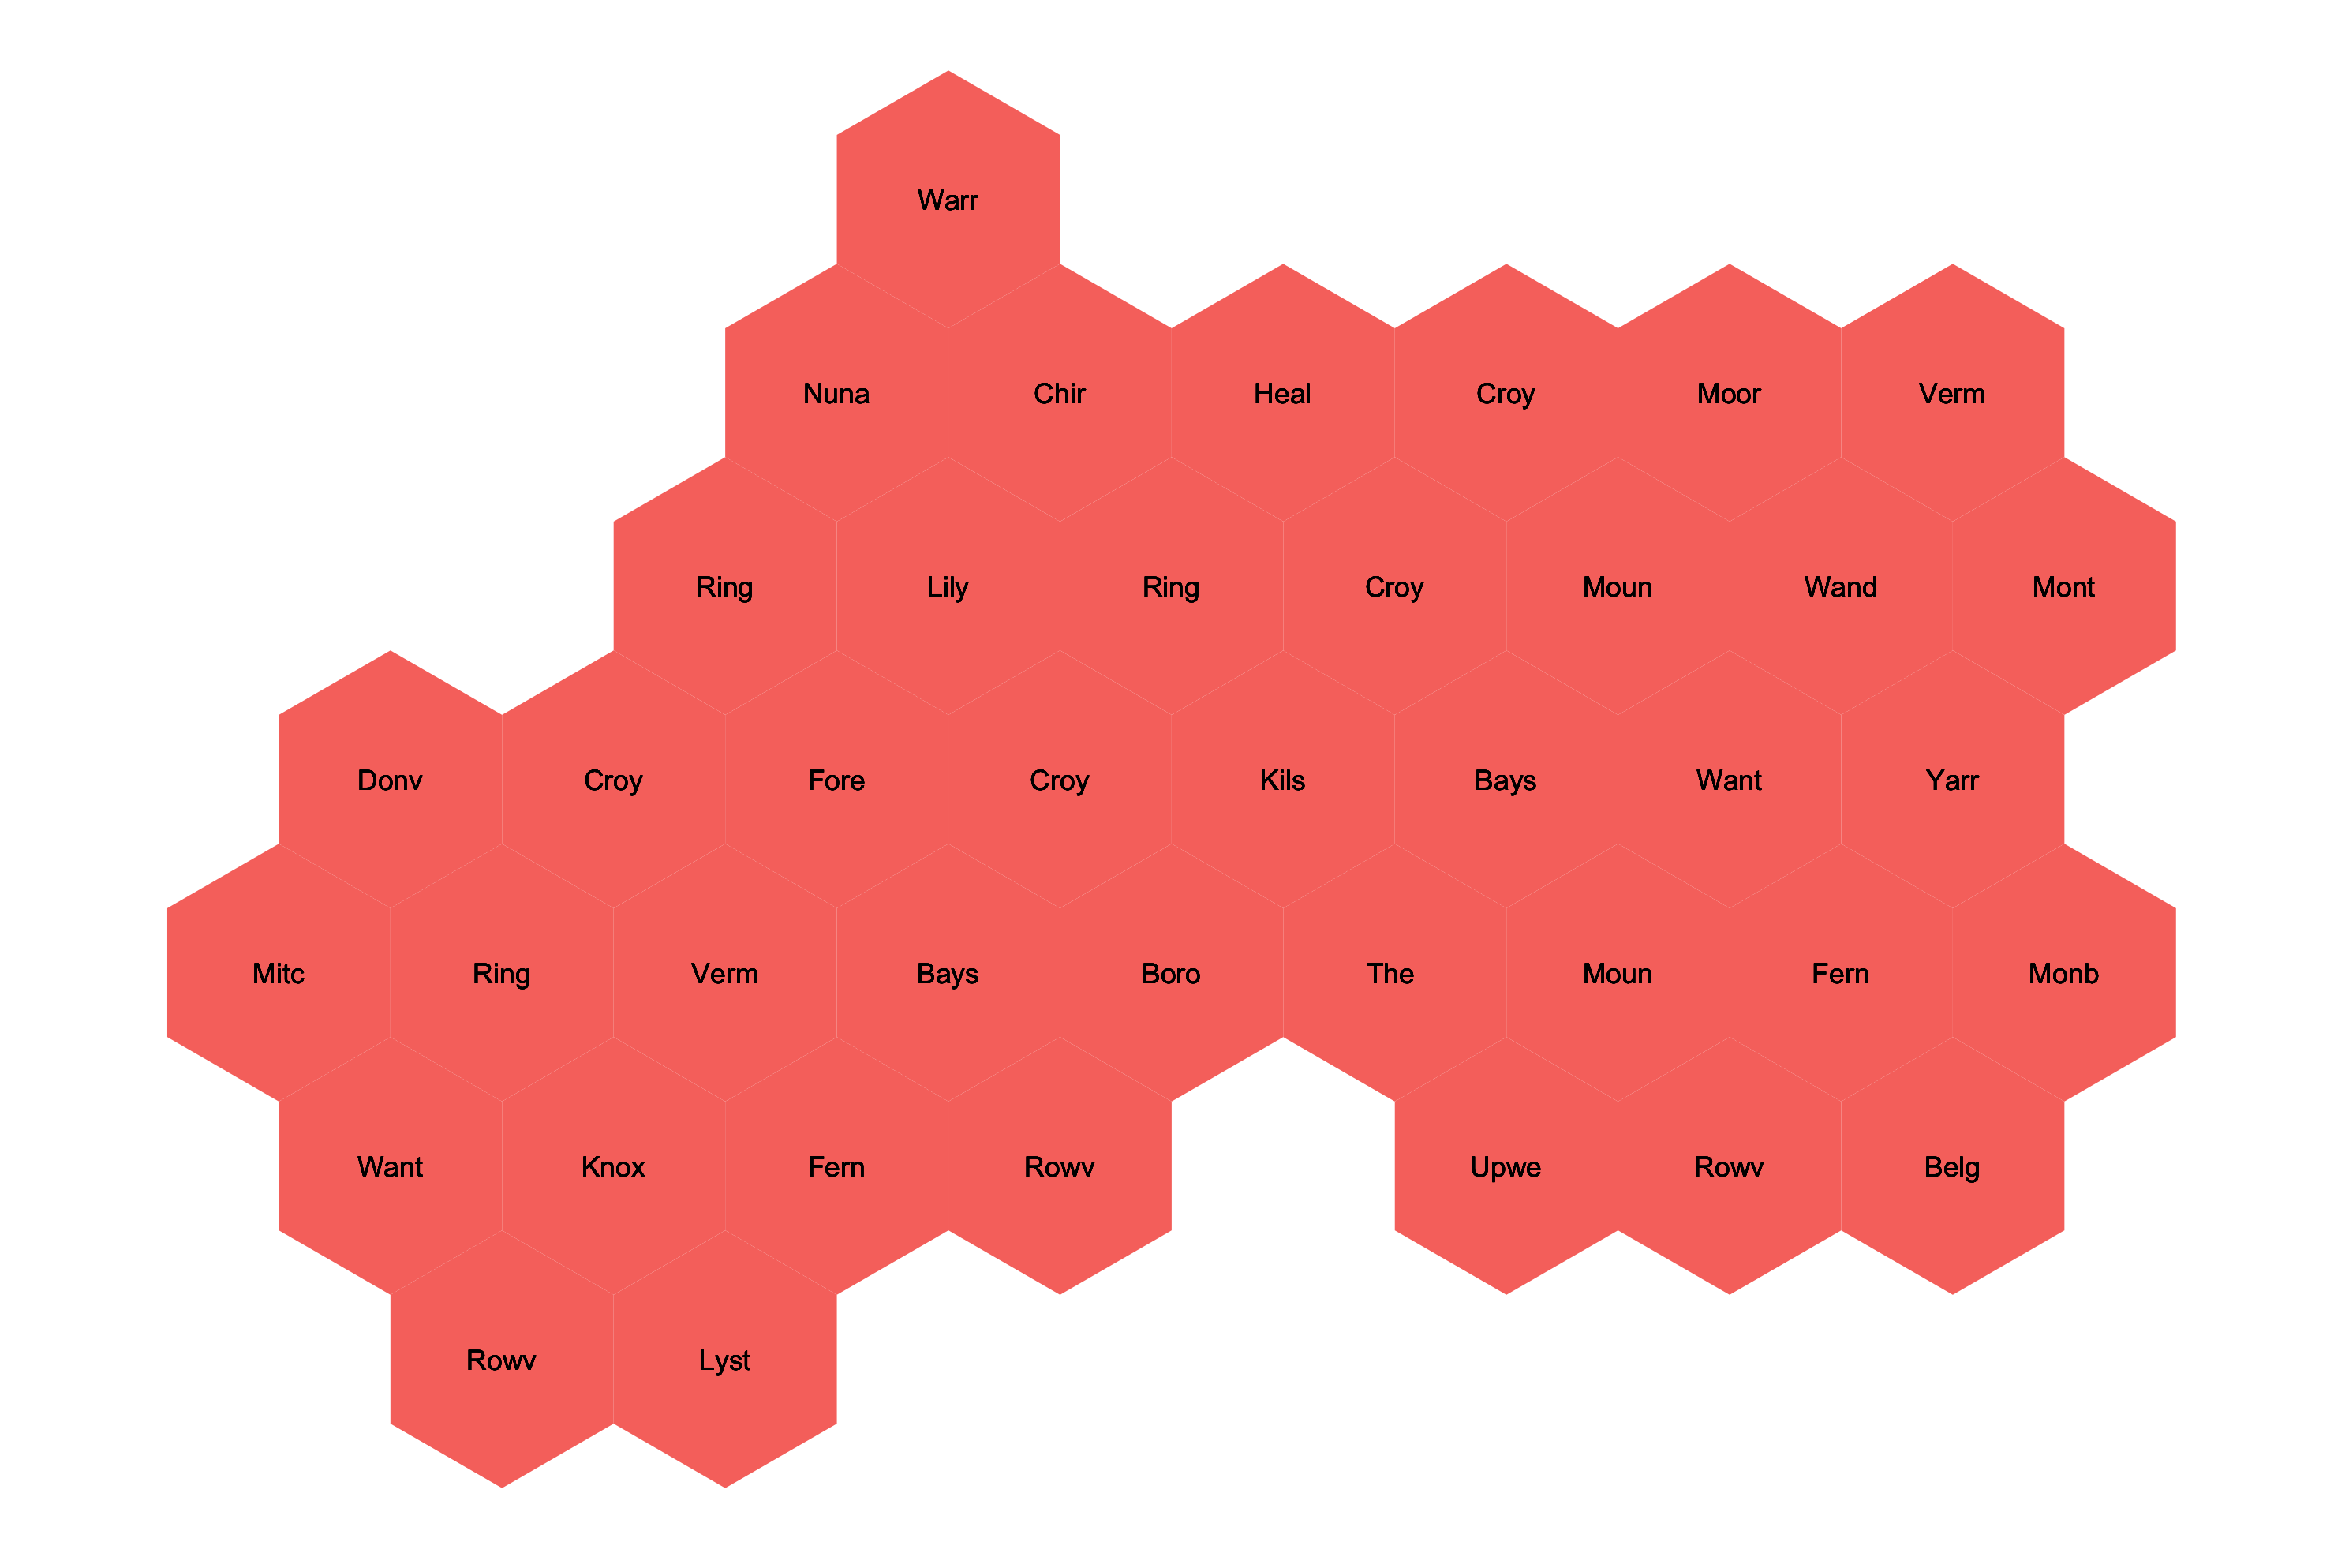 Warr
Nuna Chir Heal Croy Moor Verm
Ring Lily Ring Croy Moun Wand Mont
Donv Croy Fore Croy Kils Bays Want Yarr
Mitc Ring Verm Bays Boro The Moun Fern Monb
Want Knox Fern Rowv Upwe Rowv Belg
Rowv Lyst